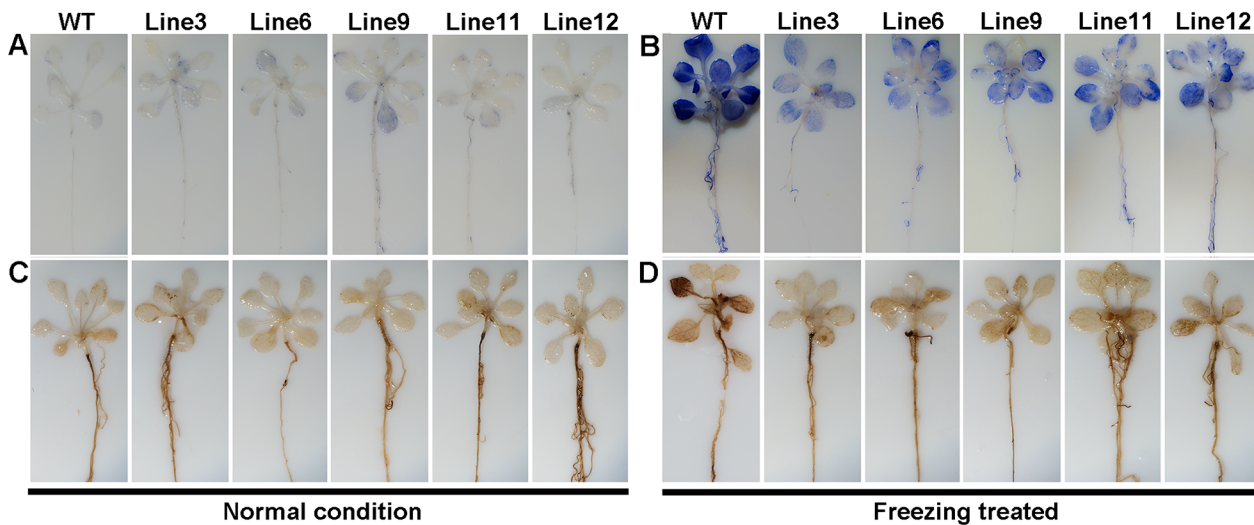 WT Line3 Line6 Line9 Line11 Line12 WT Line3 Line6 Line9 Line11 Line12
A B
C D
Normal condition Freezing treated